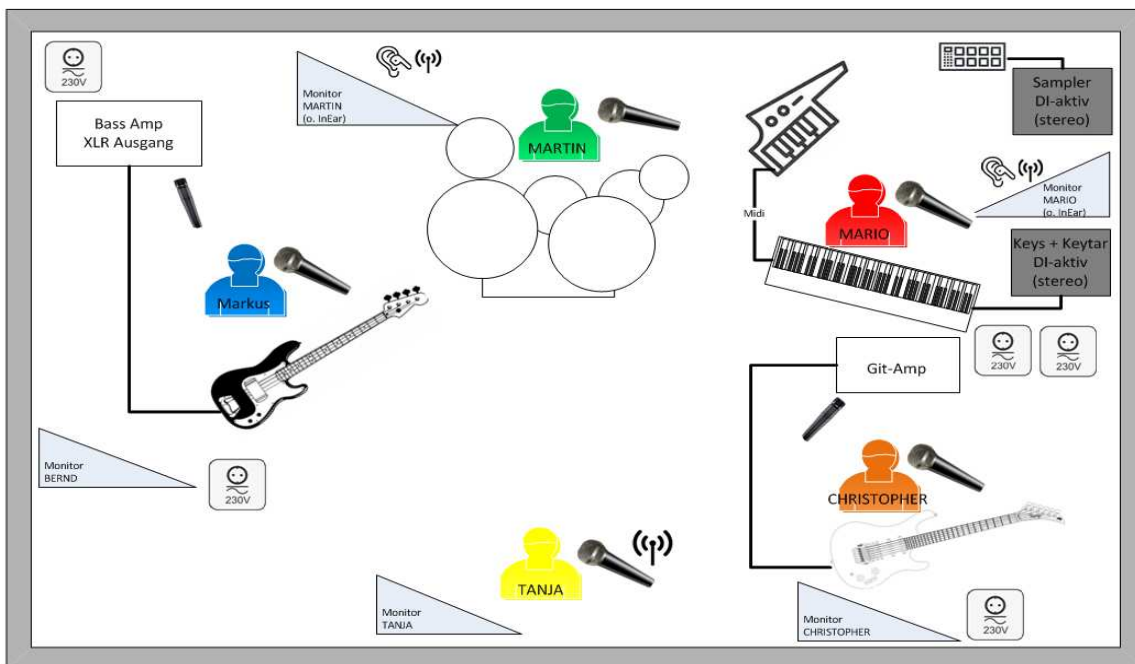 230V
Bass Amp
XLR Ausgang
Monitor
MARTIN
(o. InEar)
MARTIN
Sampler
DI-aktiv
(stereo)
Monitor
MARIO
(o. InEar)
Midi
MARIO
Keys + Keytar
DI-aktiv
(stereo)
Markus
230V
230V
Git-Amp
Monitor
BERND
230V
CHRISTOPHER
TANJA
Monitor
TANJA
Monitor
CHRISTOPHER
230V